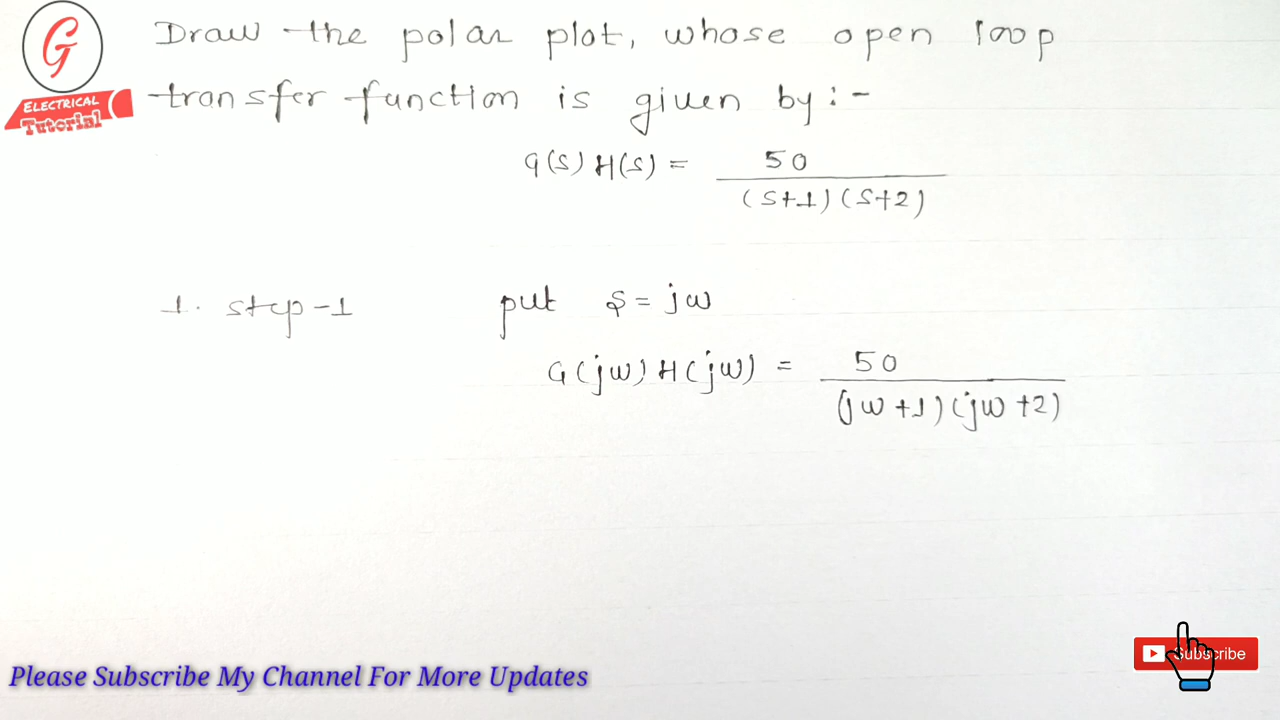 G
ELECTRICAL
Tutorial
Draw the polar plot, whose open loop
transfer function is given by :-
G(s) H(s) = 50
(s+1) (s+2)
1. step-1 put s = jω
G(jω) H(jω) = 50
(jω+1) (jω+2)
Please Subscribe My Channel For More Updates
Subscribe